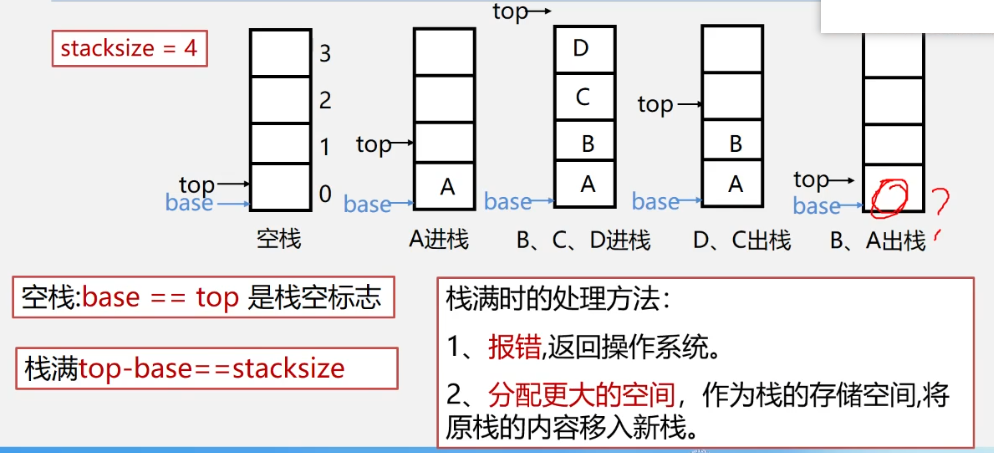 stacksize = 4
3
2
1
0
top
base
空栈
top
base
A
A进栈
top
D
C
B
A
base
B、C、D进栈
top
B
A
base
D、C出栈
top
base
B、A出栈
?
空栈:base == top 是栈空标志
栈满top-base==stacksize
栈满时的处理方法：
1、报错,返回操作系统。
2、分配更大的空间，作为栈的存储空间,将
原栈的内容移入新栈。